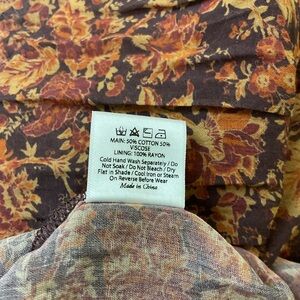 MAIN: 50% COTTON 50%
VISCOSE
LINING: 100% RAYON
Cold Hand Wash Separately / Do
Not Soak / Do Not Bleach / Dry
Flat in Shade / Cool Iron or Steam
On Reverse Before Wear
Made in China